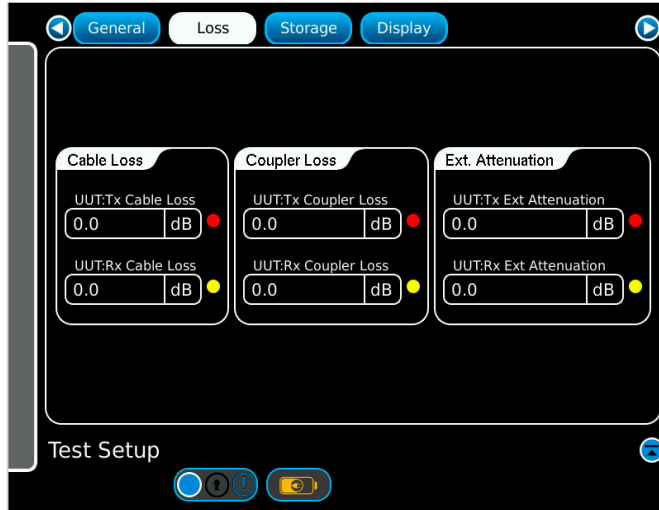 General Loss Storage Display
Cable Loss Coupler Loss Ext. Attenuation
UUT:Tx Cable Loss UUT:Tx Coupler Loss UUT:Tx Ext Attenuation
0.0 dB 0.0 dB 0.0 dB
UUT:Rx Cable Loss UUT:Rx Coupler Loss UUT:Rx Ext Attenuation
0.0 dB 0.0 dB 0.0 dB
Test Setup